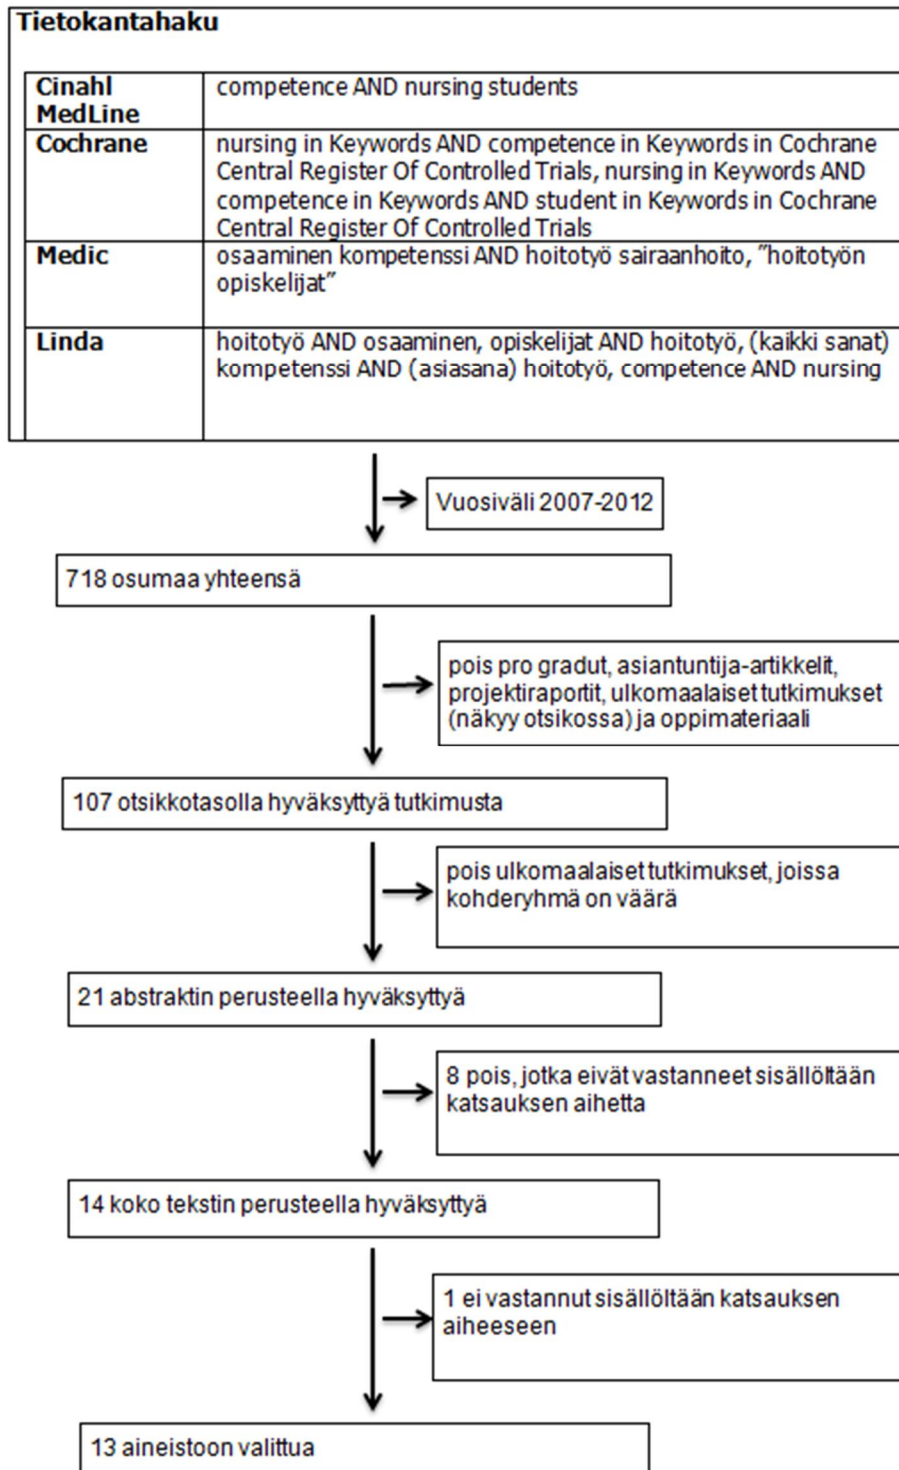 Tietokantahaku
Cinahl
MedLine
competence AND nursing students
Cochrane
nursing in Keywords AND competence in Keywords in Cochrane
Central Register Of Controlled Trials, nursing in Keywords AND
competence in Keywords AND student in Keywords in Cochrane
Central Register Of Controlled Trials
Medic
osaaminen kompetenssi AND hoitotyö sairaanhoito, ”hoitotyön
opiskelijat”
Linda
hoitotyö AND osaaminen, opiskelijat AND hoitotyö, (kaikki sanat)
kompetenssi AND (asiasana) hoitotyö, competence AND nursing
Vuosiväli 2007-2012
718 osumaa yhteensä
pois pro gradut, asiantuntija-artikkelit,
projektiraportit, ulkomaalaiset tutkimukset
(näkyy otsikossa) ja oppimateriaali
107 otsikkotasolla hyväksyttyä tutkimusta
pois ulkomaalaiset tutkimukset, joissa
kohderyhmä on väärä
21 abstraktin perusteella hyväksyttyä
8 pois, jotka eivät vastanneet sisällöltään
katsauksen aihetta
14 koko tekstin perusteella hyväksyttyä
1 ei vastannut sisällöltään katsauksen
aiheeseen
13 aineistoon valittua